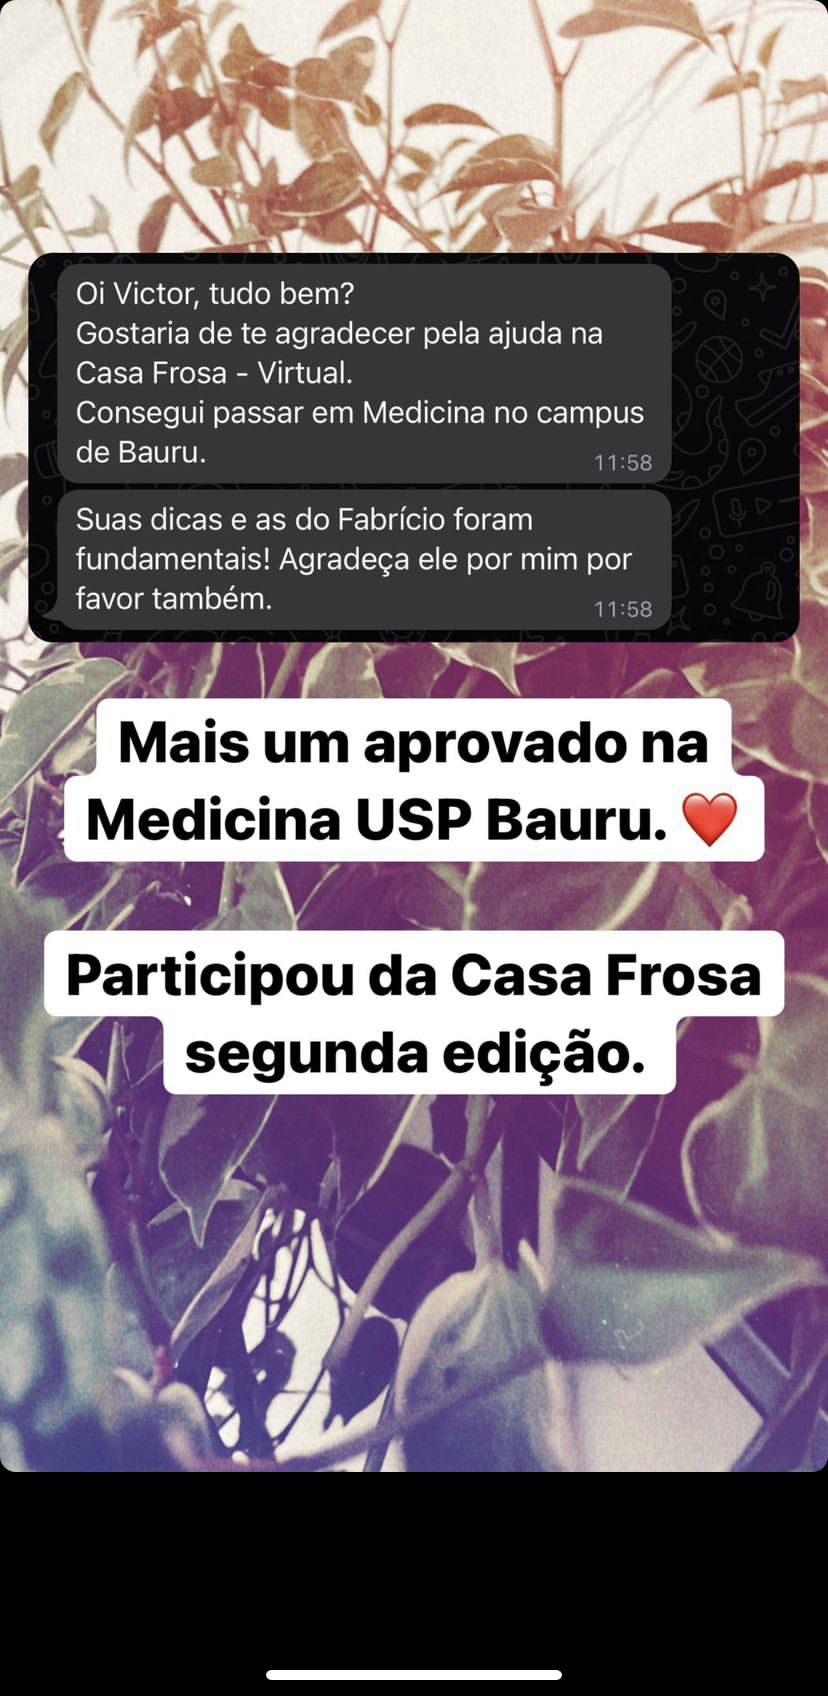 Oi Victor, tudo bem?
Gostaria de te agradecer pela ajuda na
Casa Frosa - Virtual.
Consegui passar em Medicina no campus
de Bauru.
11:58
Suas dicas e as do Fabrício foram
fundamentais! Agradeça ele por mim por
favor também.
11:58
Mais um aprovado na
Medicina USP Bauru. ❤️
Participou da Casa Frosa
segunda edição.